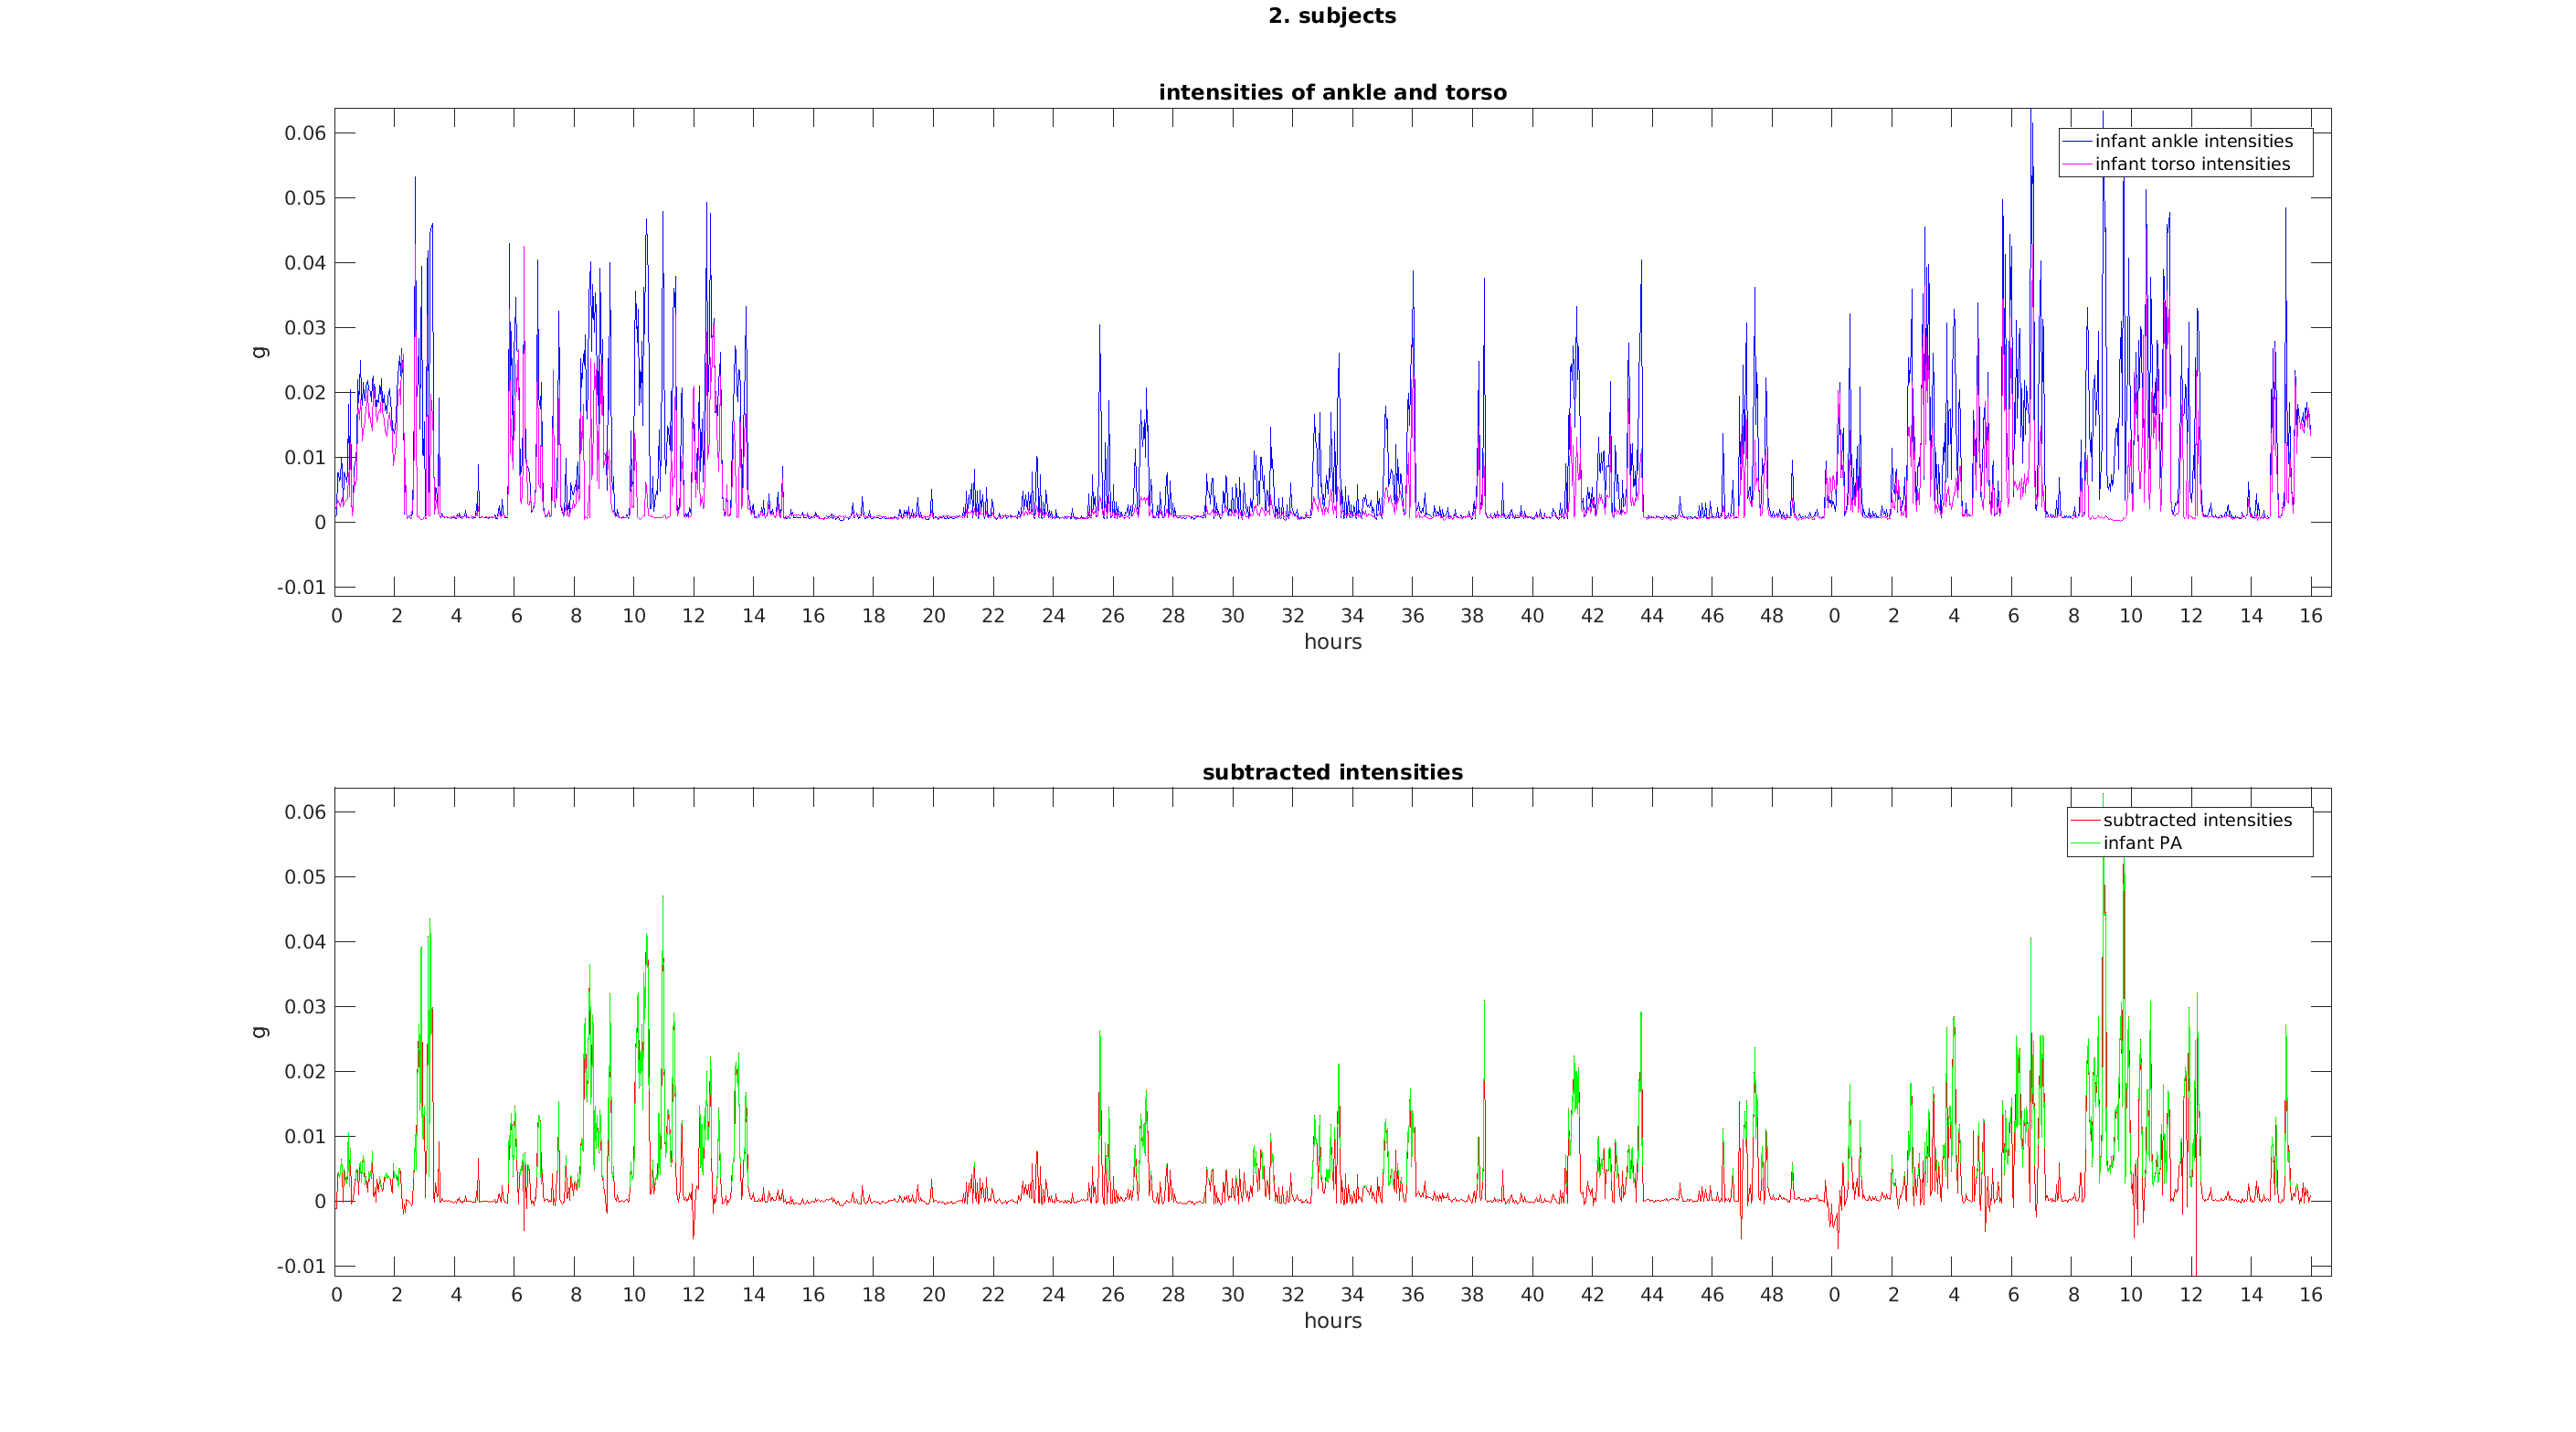 2. subjects
intensities of ankle and torso
0.06
0.05
0.04
0.03
0.02
0.01
0
-0.01
g
infant ankle intensities
infant torso intensities
0 2 4 6 8 10 12 14 16 18 20 22 24 26 28 30 32 34 36 38 40 42 44 46 48 0 2 4 6 8 10 12 14 16
hours
subtracted intensities
0.06
0.05
0.04
0.03
0.02
0.01
0
-0.01
g
subtracted intensities
infant PA
0 2 4 6 8 10 12 14 16 18 20 22 24 26 28 30 32 34 36 38 40 42 44 46 48 0 2 4 6 8 10 12 14 16
hours